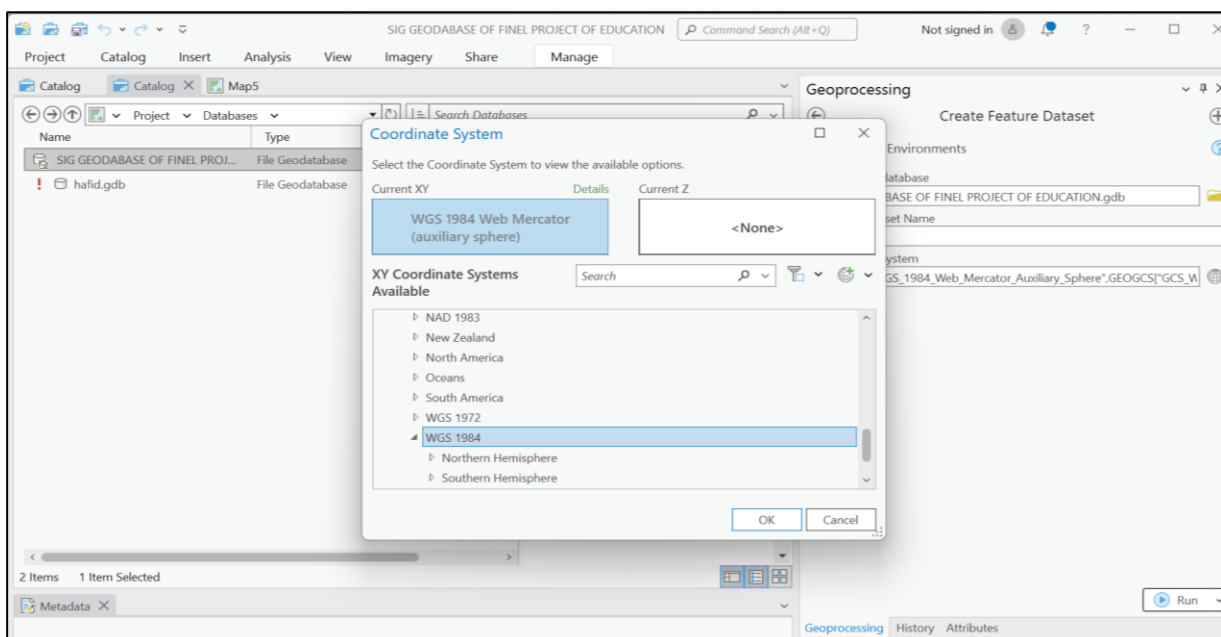 SIG GEODABASE OF FINEL PROJECT OF EDUCATION
Command Search (Alt+Q)
Not signed in
?
Project
Catalog
Insert
Analysis
View
Imagery
Share
Manage
Catalog
Catalog
Map5
Project
Databases
Search Databases
Name
Type
SIG GEODABASE OF FINEL PROJ...
File Geodatabase
! hafid.gdb
File Geodatabase
2 Items
1 Item Selected
Metadata
Coordinate System
Select the Coordinate System to view the available options.
Current XY
Details
Current Z
WGS 1984 Web Mercator
(auxiliary sphere)
<None>
XY Coordinate Systems
Available
Search
NAD 1983
New Zealand
North America
Oceans
South America
WGS 1972
WGS 1984
Northern Hemisphere
Southern Hemisphere
OK
Cancel
Geoprocessing
Create Feature Dataset
Environments
?
atabase
BASE OF FINEL PROJECT OF EDUCATION.gdb
set Name
ystem
GS_1984_Web_Mercator_Auxiliary_Sphere",GEOGCS["GCS_W
Run
Geoprocessing
History
Attributes